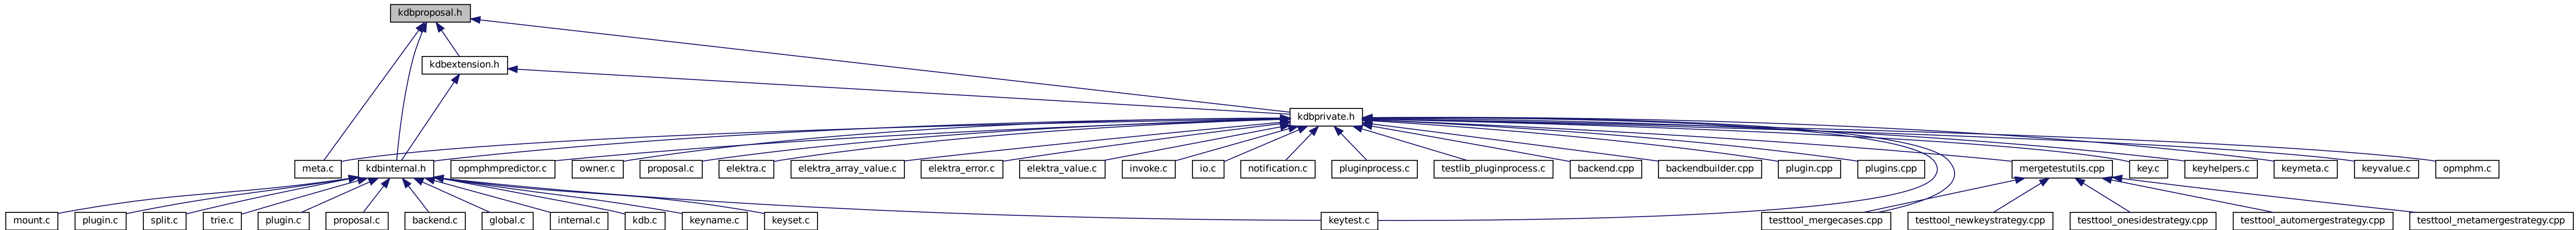 kdbproposal.h
kdbextension.h
kdbprivate.h
meta.c
kdbinternal.h
opmphmpredictor.c
owner.c
proposal.c
elektra.c
elektra_array_value.c
elektra_error.c
elektra_value.c
invoke.c
io.c
notification.c
pluginprocess.c
testlib_pluginprocess.c
backend.cpp
backendbuilder.cpp
plugin.cpp
plugins.cpp
mergetestutils.cpp
key.c
keyhelpers.c
keymeta.c
keyvalue.c
opmphm.c
mount.c
plugin.c
split.c
trie.c
plugin.c
proposal.c
backend.c
global.c
internal.c
kdb.c
keyname.c
keyset.c
keytest.c
testtool_mergecases.cpp
testtool_newkeystrategy.cpp
testtool_onesidestrategy.cpp
testtool_automergestrategy.cpp
testtool_metamergestrategy.cpp